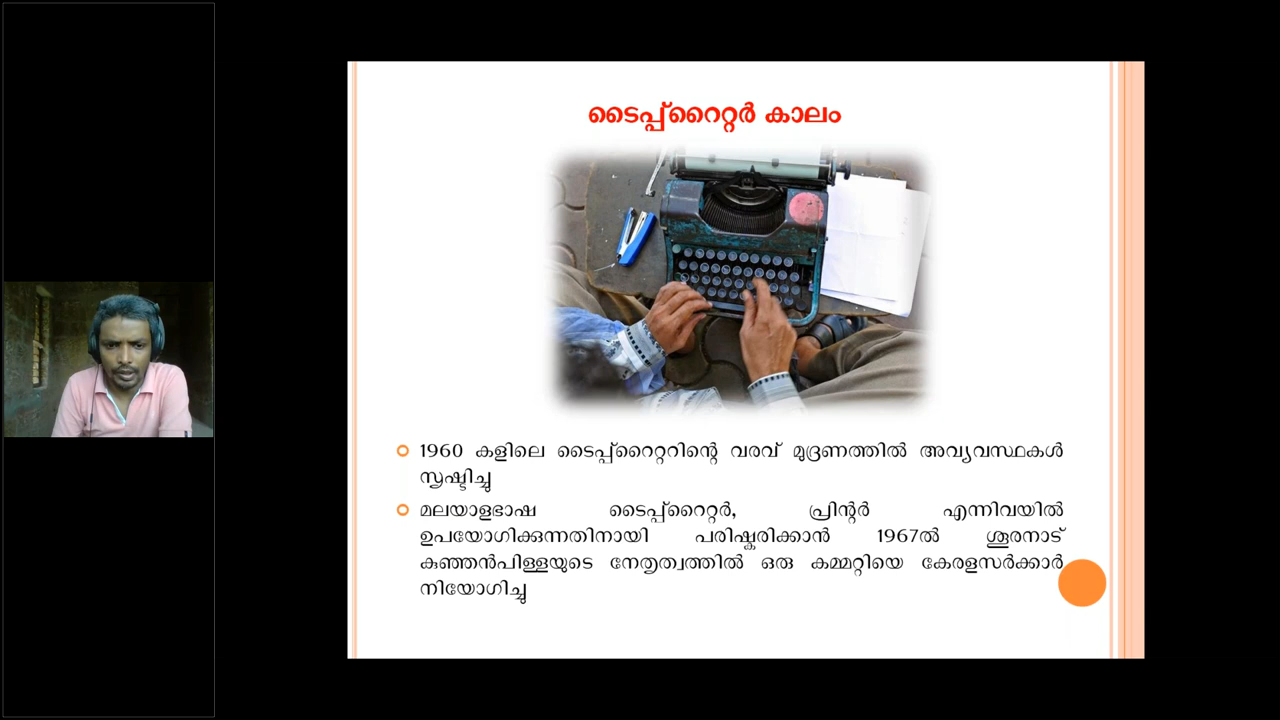 ടൈപ്പ്റൈറ്റർ കാലം
1960 കളിലെ ടൈപ്പ്റൈറ്ററിന്റെ വരവ് മുദ്രണത്തിൽ അവ്യവസ്ഥകൾ
സൃഷ്ടിച്ചു
മലയാളഭാഷ ടൈപ്പ്റൈറ്റർ, പ്രിന്റർ എന്നിവയിൽ
ഉപയോഗിക്കുന്നതിനായി പരിഷ്കരിക്കാൻ 1967ൽ ശൂരനാട്
കുഞ്ഞൻപിള്ളയുടെ നേതൃത്വത്തിൽ ഒരു കമ്മറ്റിയെ കേരളസർക്കാർ
നിയോഗിച്ചു